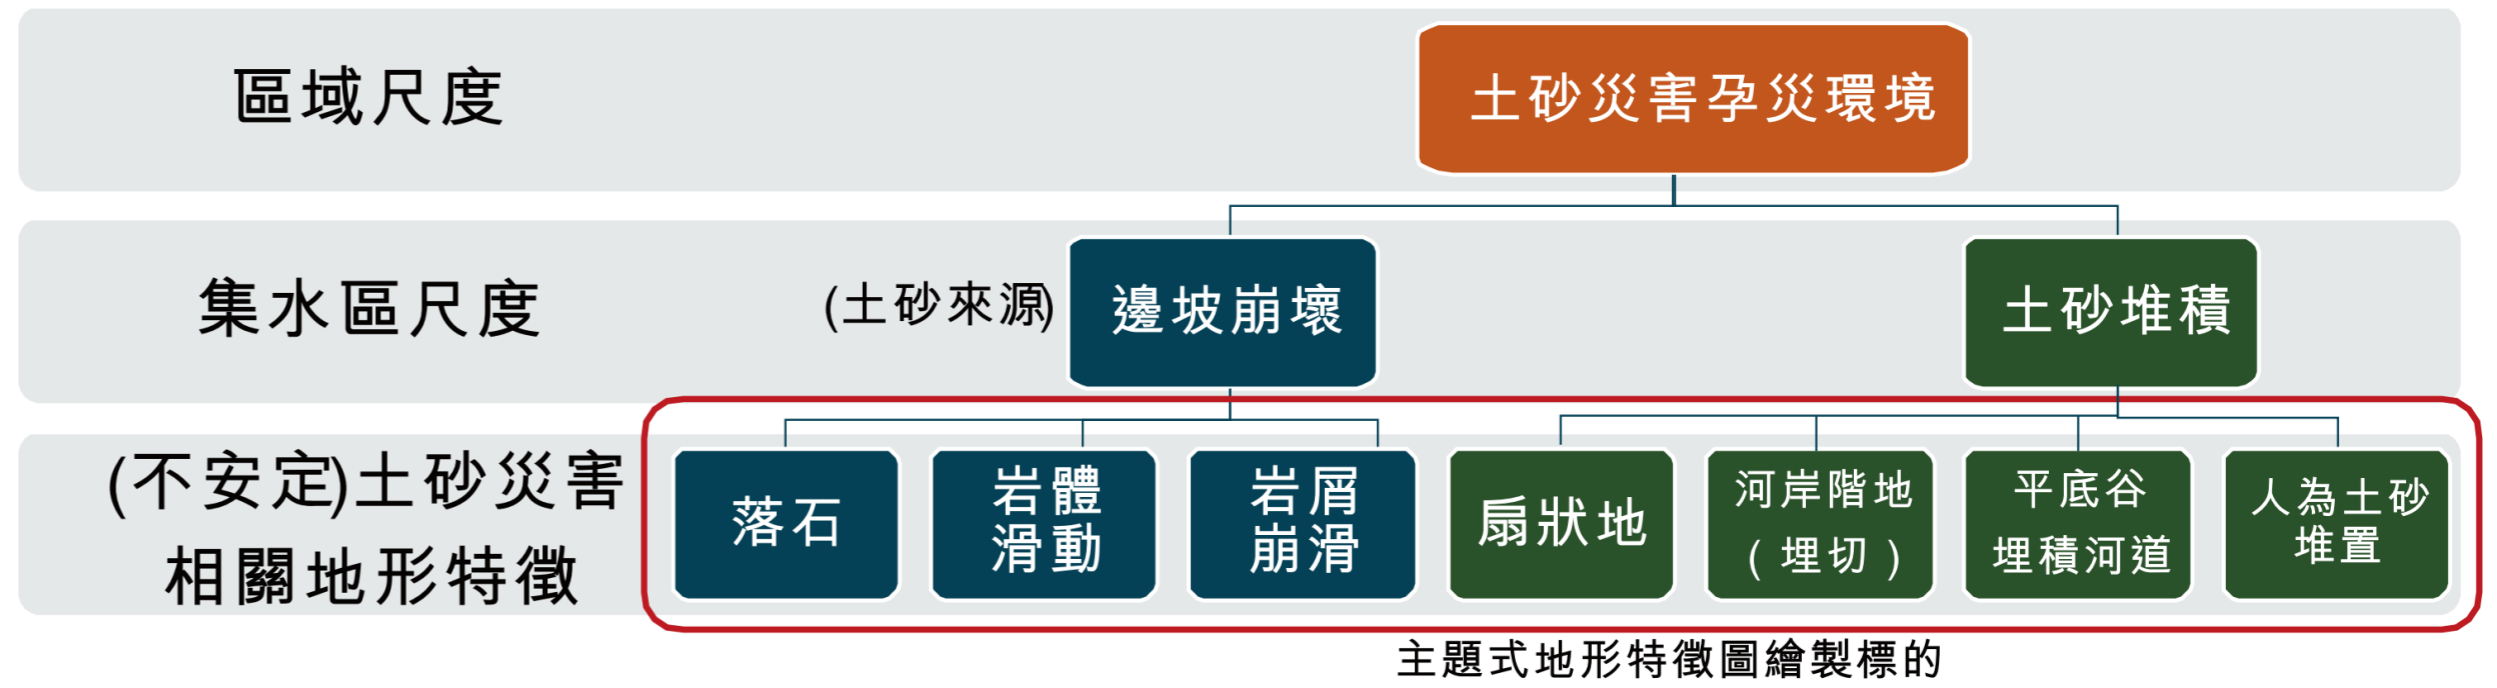 區域尺度
土砂災害孕災環境
集水區尺度
(土砂來源)
邊坡崩壞
土砂堆積
(不安定)土砂災害
相關地形特徵
落石
岩體
滑動
岩屑
崩滑
扇狀地
河岸階地
（埋切）
平底谷
埋積河道
人為土砂
堆置
主題式地形特徵圖繪製標的